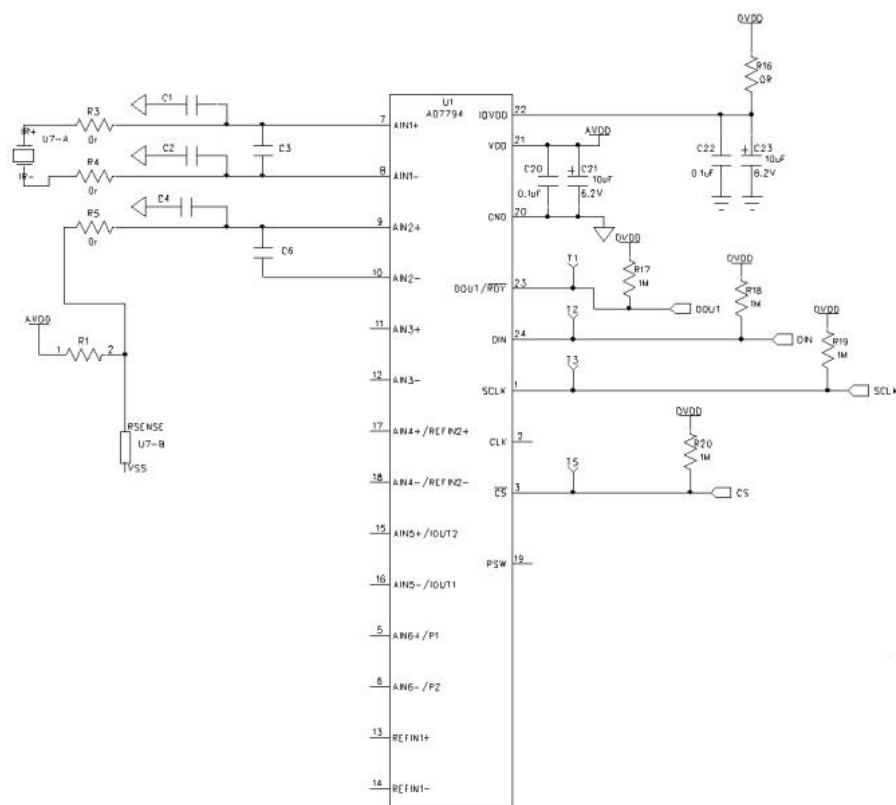 DVDD
R16
0R
C1
U1
AD7794
22
IOVDD
R3
IR+
U7-A
0r
7
AIN1+
21
VDD
AVDD
C22
C23
10uF
0.1uF
6.2V
C2
C3
R4
IR-
0r
8
AIN1-
C20
C21
10uF
0.1uF
6.2V
C4
R5
0r
9
AIN2+
20
GND
C6
10
AIN2-
DVDD
R17
1M
T1
23
DOUT/RDY
DOUT
DVDD
R18
1M
AVDD
R1
1
2
11
AIN3+
T2
24
DIN
DIN
DVDD
R19
1M
12
AIN3-
T3
1
SCLK
SCLK
RSENSE
U7-B
VSS
17
AIN4+/REFIN2+
2
CLK
DVDD
R20
1M
18
AIN4-/REFIN2-
T5
3
CS
CS
15
AIN5+/IOUT2
19
PSW
16
AIN5-/IOUT1
5
AIN6+/P1
6
AIN6-/P2
13
REFIN1+
14
REFIN1-